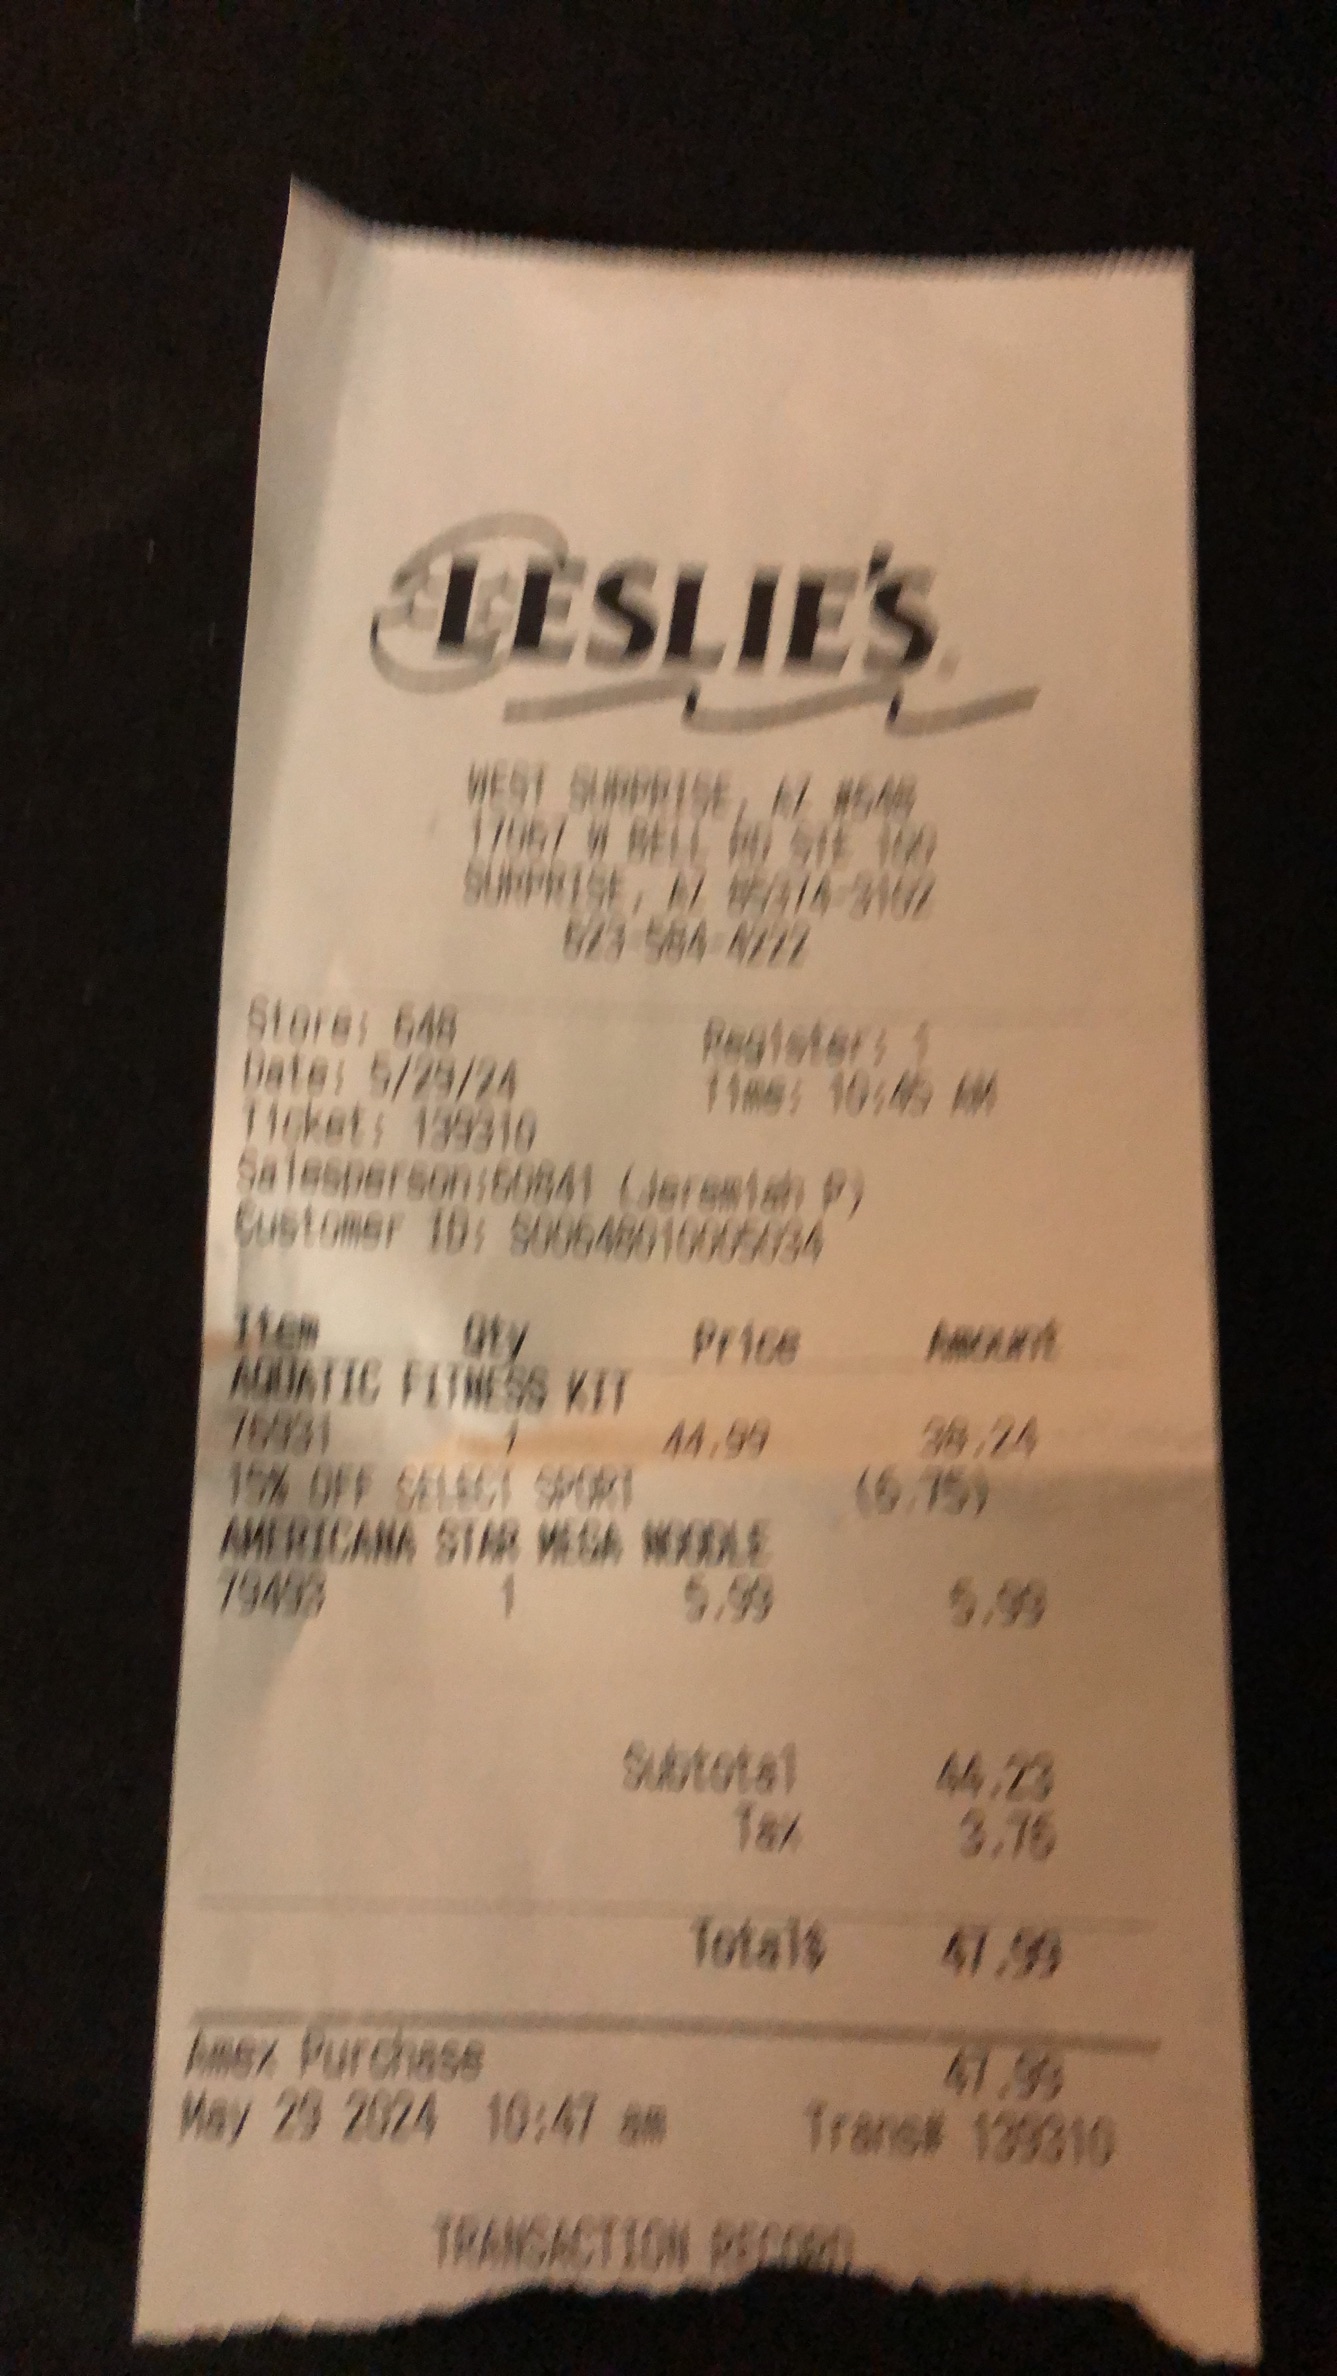 LESLIE'S
WEST SURPRISE, AZ #648
W BELL RD STE 100
SURPRISE, AZ 85374-3102
623-584-4222
Store: 648 Register: 1
Date: 5/29/24 Time: 10:45 AM
Ticket: 139310
Salesperson:60841 (Jeremiah P)
Customer ID:
Item Qty Price Amount
AQUATIC FITNESS KIT
76931 1 44.99 38.24
15% OFF SELECT SPORT (6.75)
AMERICANA STAR MEGA NOODLE
79493 1 5.99 5.99
Subtotal 44.23
Tax 3.76
Total$ 47.99
Amex Purchase 47.99
May 29 2024 10:47 am Trans# 139310
TRANSACTION RECORD